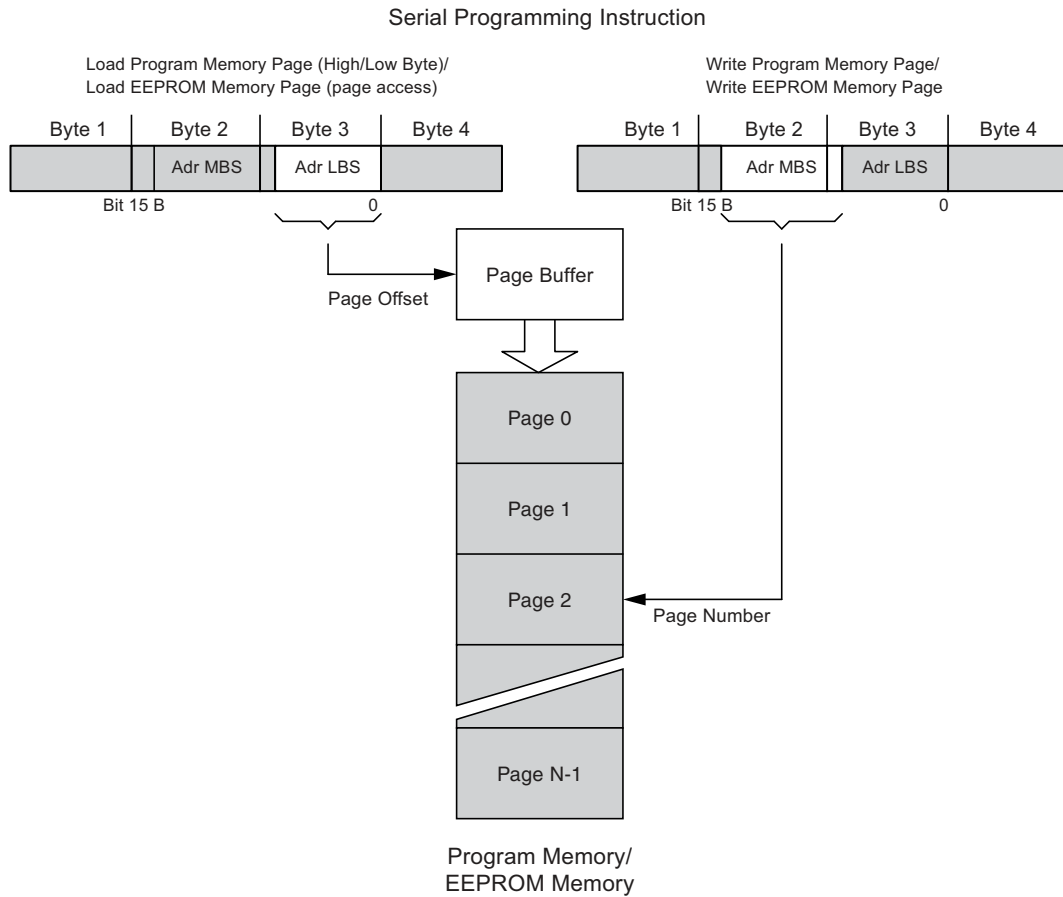 Serial Programming Instruction
Load Program Memory Page (High/Low Byte)/
Load EEPROM Memory Page (page access)
Write Program Memory Page/
Write EEPROM Memory Page
Byte 1 Byte 2 Byte 3 Byte 4
Byte 1 Byte 2 Byte 3 Byte 4
Adr MBS Adr LBS
Adr MBS Adr LBS
Bit 15 B 0
Bit 15 B 0
Page Buffer
Page Offset
Page 0
Page 1
Page 2
Page Number
Page N-1
Program Memory/
EEPROM Memory